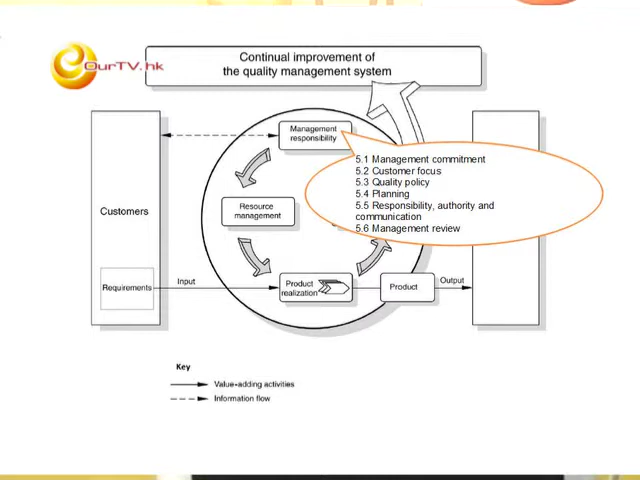 OurTV.hk
Continual improvement of
the quality management system
Management
responsibility
5.1 Management commitment
5.2 Customer focus
5.3 Quality policy
5.4 Planning
5.5 Responsibility, authority and
communication
5.6 Management review
Customers
Resource
management
Requirements
Input
Product
realization
Product
Output
Key
Value-adding activities
Information flow